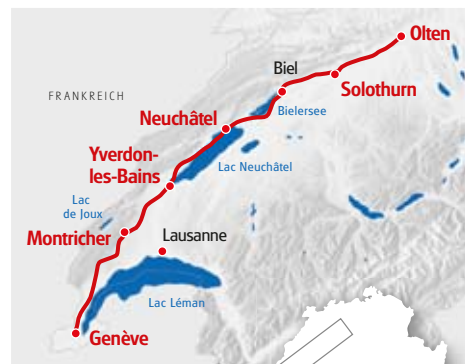 Olten
Biel
Solothurn
FRANKREICH
Bielersee
Neuchâtel
Yverdon-
les-Bains
Lac Neuchâtel
Lac
de Joux
Montricher
Lausanne
Lac Léman
Genève